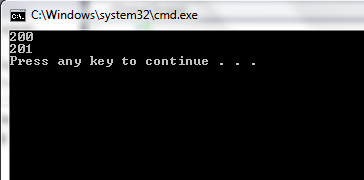 C:\Windows\system32\cmd.exe
200
201
Press any key to continue . . .